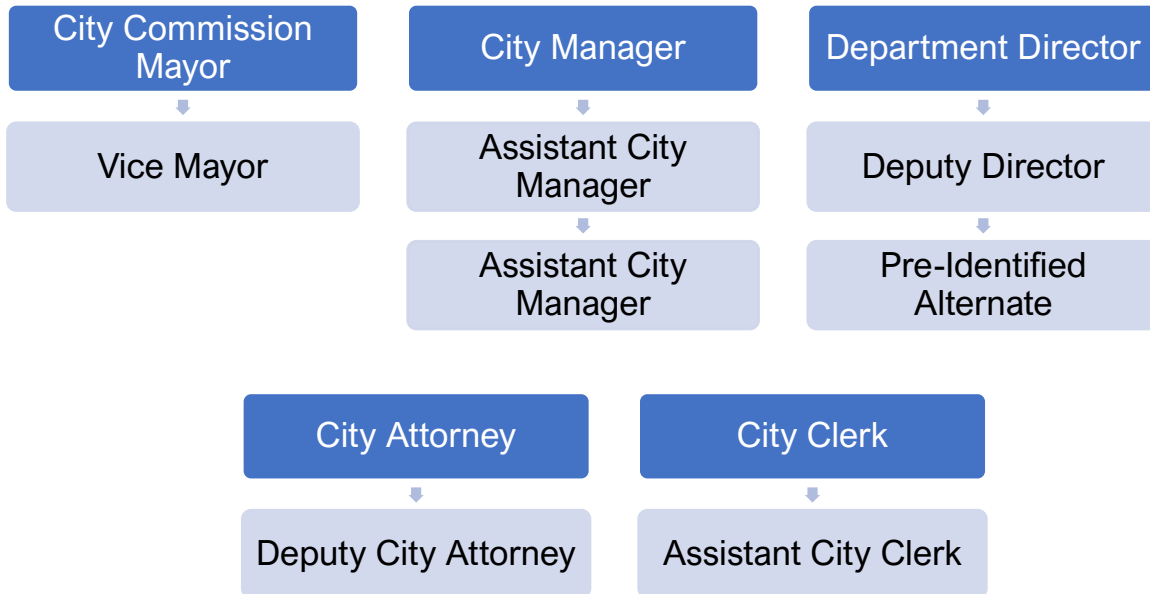 City Commission
Mayor
Vice Mayor
City Manager
Assistant City
Manager
Assistant City
Manager
Department Director
Deputy Director
Pre-Identified
Alternate
City Attorney
Deputy City Attorney
City Clerk
Assistant City Clerk